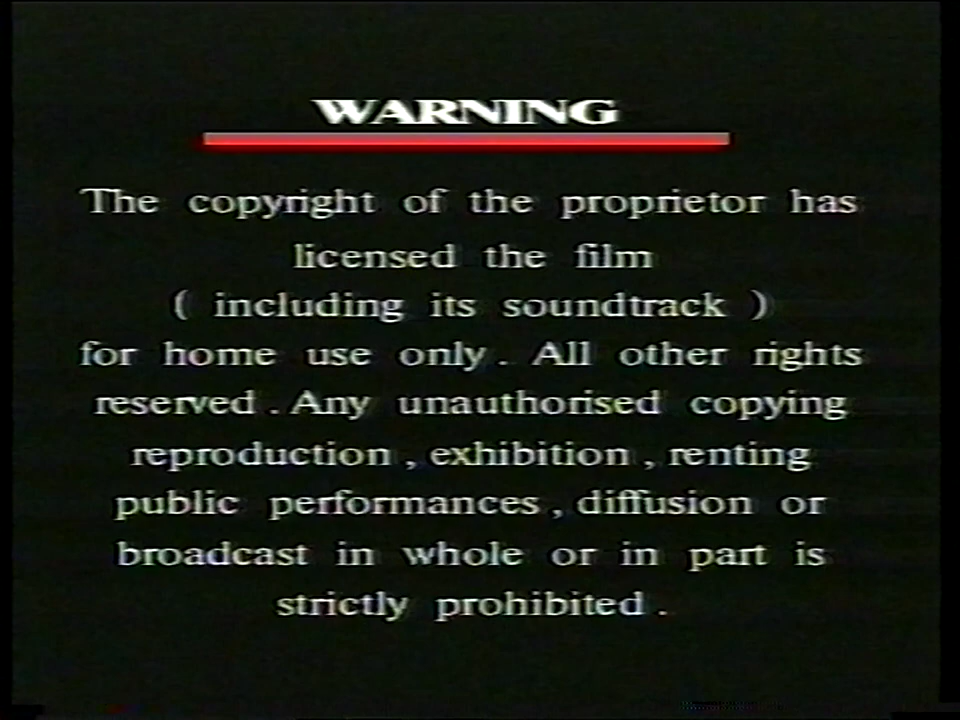 WARNING
The copyright of the proprietor has
licensed the film
( including its soundtrack )
for home use only . All other rights
reserved . Any unauthorised copying
reproduction , exhibition , renting
public performances , diffusion or
broadcast in whole or in part is
strictly prohibited .